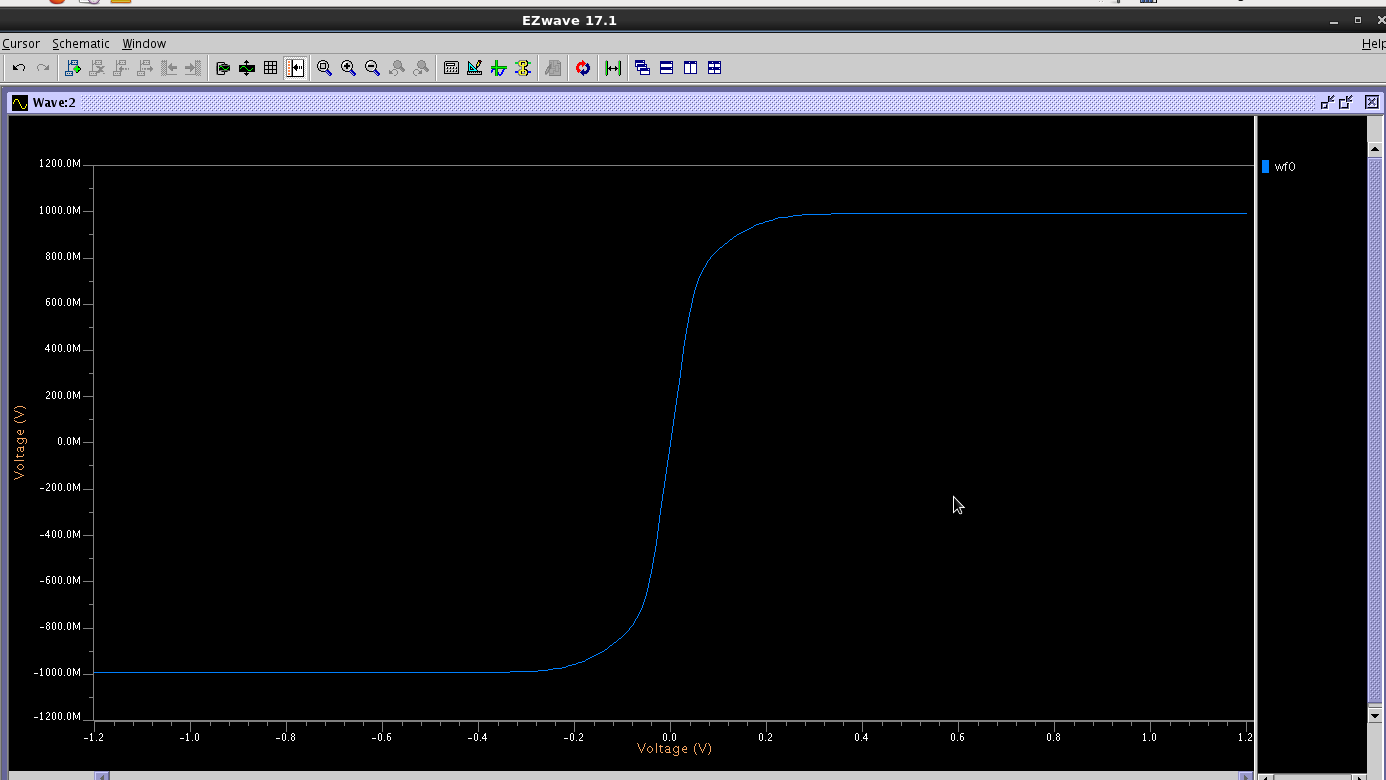 EZwave 17.1
Cursor Schematic Window Help
Wave:2
1200.0M
1000.0M
800.0M
600.0M
400.0M
200.0M
0.0M
-200.0M
-400.0M
-600.0M
-800.0M
-1000.0M
-1200.0M
Voltage (V)
-1.2 -1.0 -0.8 -0.6 -0.4 -0.2 0.0 0.2 0.4 0.6 0.8 1.0 1.2
Voltage (V)
wf0